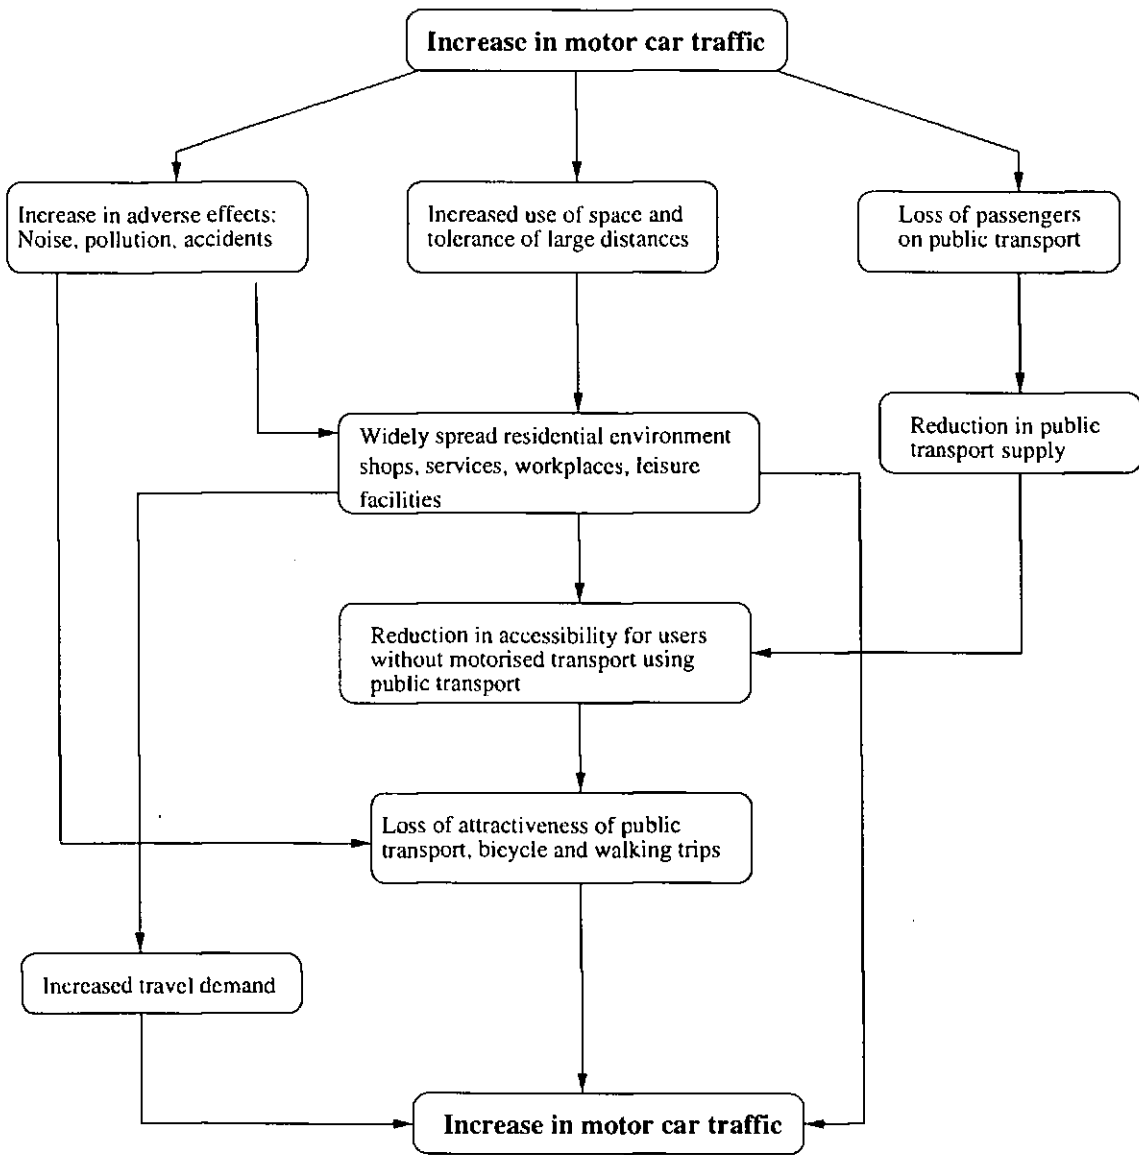 Increase in motor car traffic
Increase in adverse effects:
Noise, pollution, accidents
Increased use of space and
tolerance of large distances
Loss of passengers
on public transport
Widely spread residential environment
shops, services, workplaces, leisure
facilities
Reduction in public
transport supply
Reduction in accessibility for users
without motorised transport using
public transport
Loss of attractiveness of public
transport, bicycle and walking trips
Increased travel demand
Increase in motor car traffic